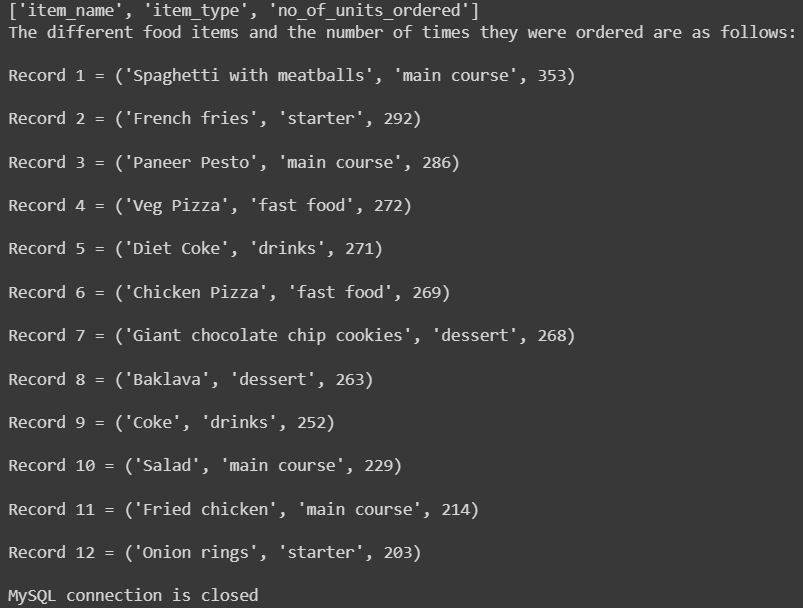 ['item_name', 'item_type', 'no_of_units_ordered']
The different food items and the number of times they were ordered are as follows:
Record 1 = ('Spaghetti with meatballs', 'main course', 353)
Record 2 = ('French fries', 'starter', 292)
Record 3 = ('Paneer Pesto', 'main course', 286)
Record 4 = ('Veg Pizza', 'fast food', 272)
Record 5 = ('Diet Coke', 'drinks', 271)
Record 6 = ('Chicken Pizza', 'fast food', 269)
Record 7 = ('Giant chocolate chip cookies', 'dessert', 268)
Record 8 = ('Baklava', 'dessert', 263)
Record 9 = ('Coke', 'drinks', 252)
Record 10 = ('Salad', 'main course', 229)
Record 11 = ('Fried chicken', 'main course', 214)
Record 12 = ('Onion rings', 'starter', 203)
MySQL connection is closed